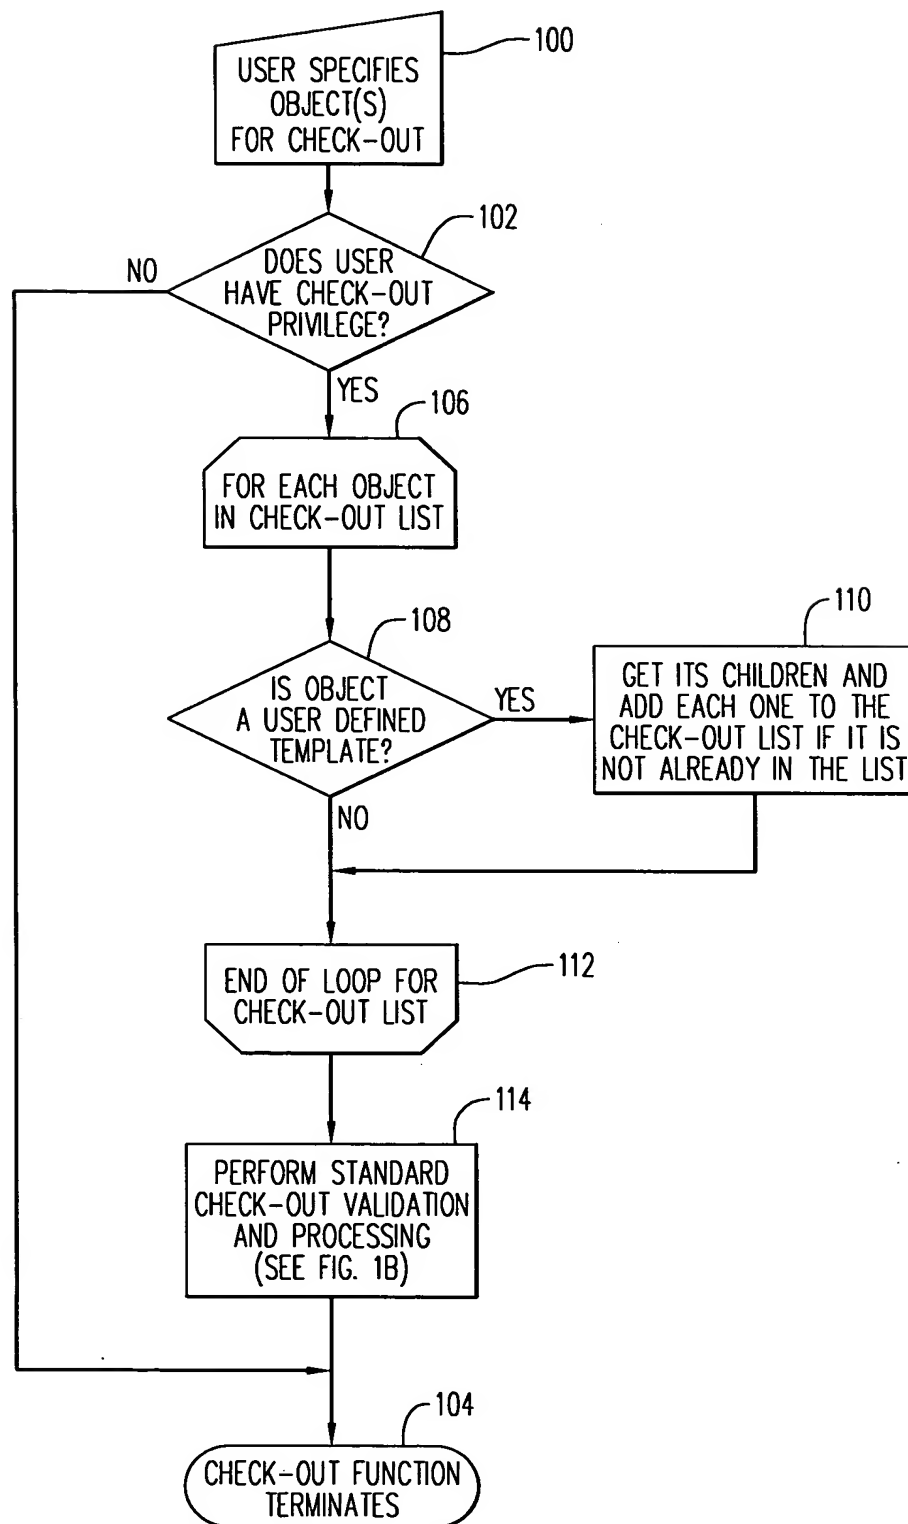 100
USER SPECIFIES
OBJECT(S)
FOR CHECK-OUT
102
NO
DOES USER
HAVE CHECK-OUT
PRIVILEGE?
YES
106
FOR EACH OBJECT
IN CHECK-OUT LIST
108
IS OBJECT
A USER DEFINED
TEMPLATE?
YES
110
GET ITS CHILDREN AND
ADD EACH ONE TO THE
CHECK-OUT LIST IF IT IS
NOT ALREADY IN THE LIST
NO
END OF LOOP FOR
CHECK-OUT LIST
112
114
PERFORM STANDARD
CHECK-OUT VALIDATION
AND PROCESSING
(SEE FIG. 1B)
104
CHECK-OUT FUNCTION
TERMINATES